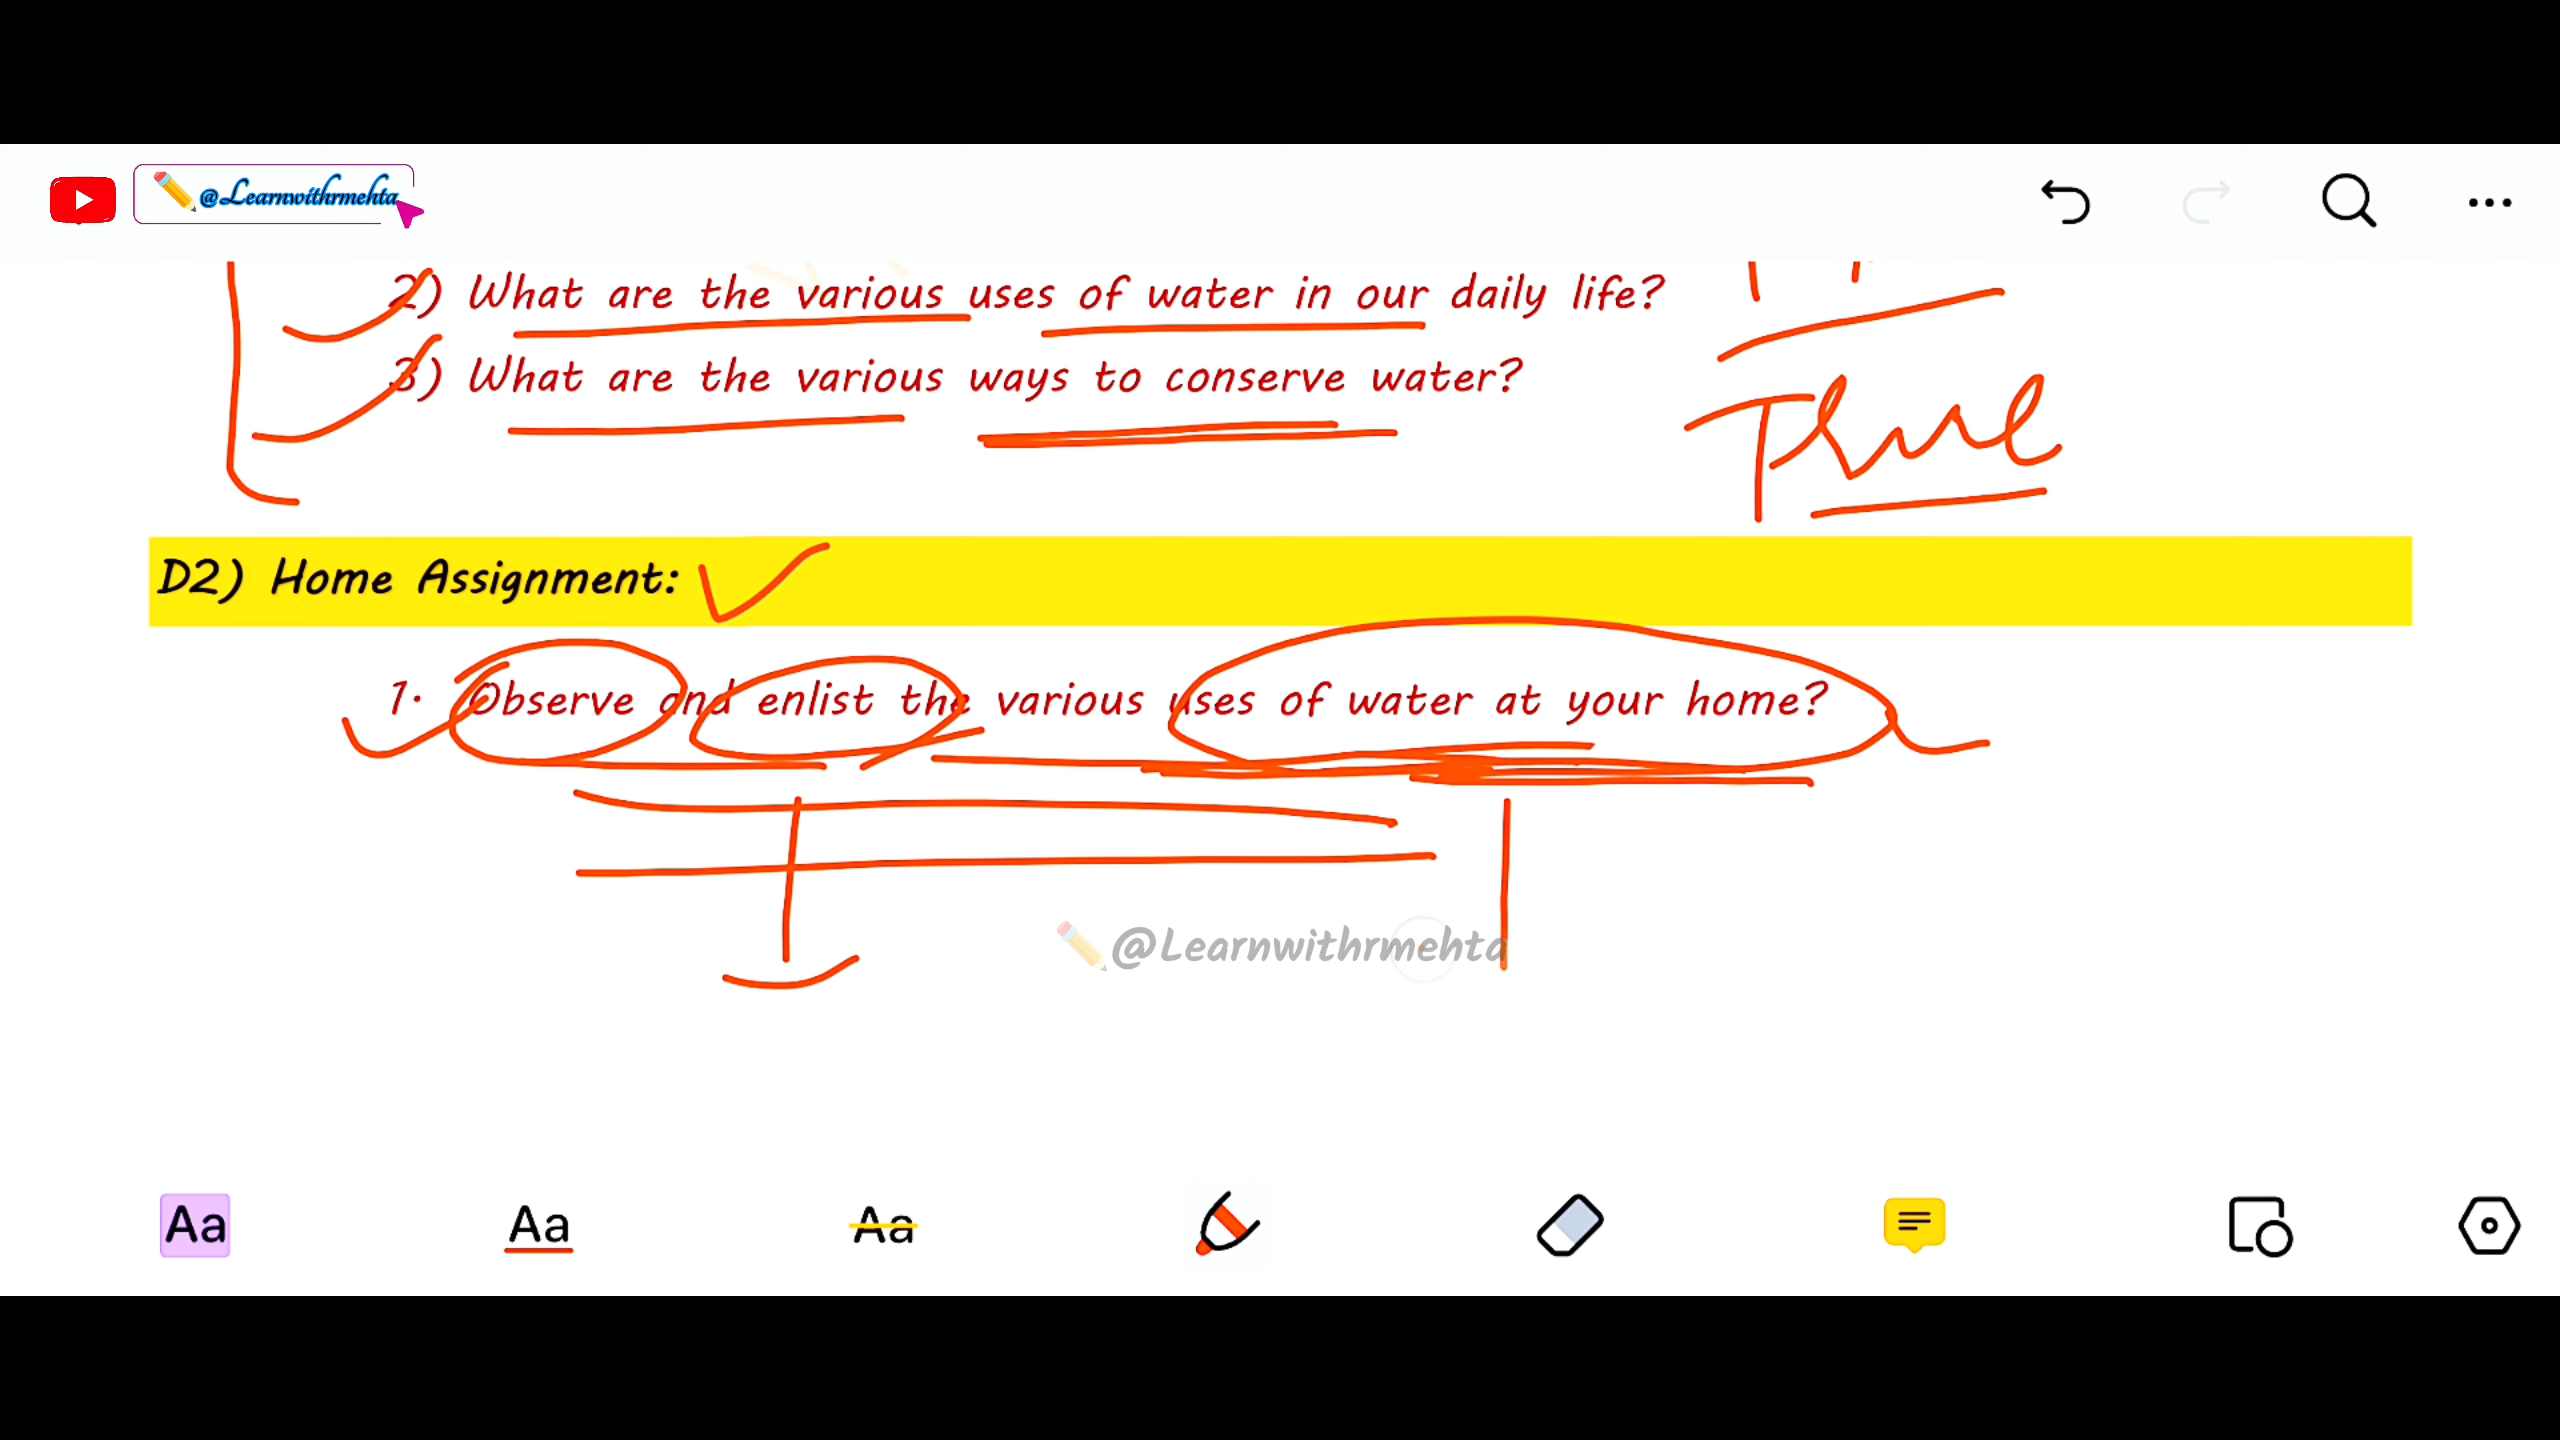 @Learnwithrmehta
2) What are the various uses of water in our daily life?
3) What are the various ways to conserve water?
True
D2) Home Assignment:
1. Observe and enlist the various uses of water at your home?
@Learnwithrmehta
Aa Aa Aa